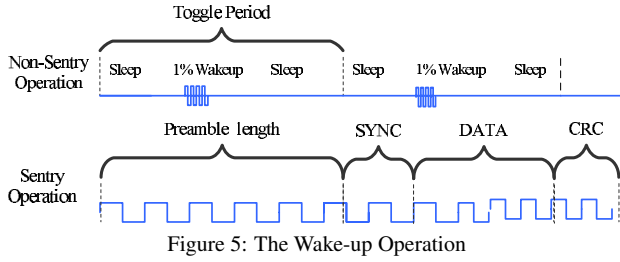 Toggle Period
Non-Sentry Operation
Sleep 1% Wakeup Sleep Sleep 1% Wakeup Sleep
Preamble length SYNC DATA CRC
Sentry Operation
Figure 5: The Wake-up Operation